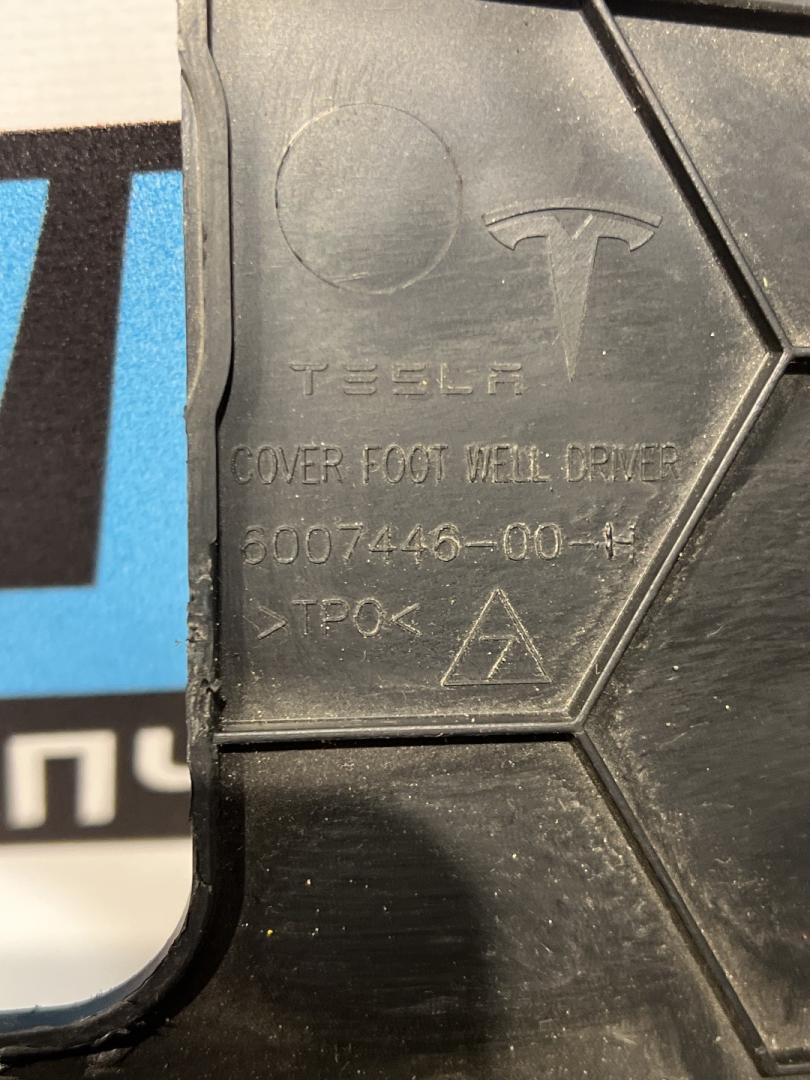 TESLA
COVER FOOT WELL DRIVER
6007446-00-H
>TPO<
7